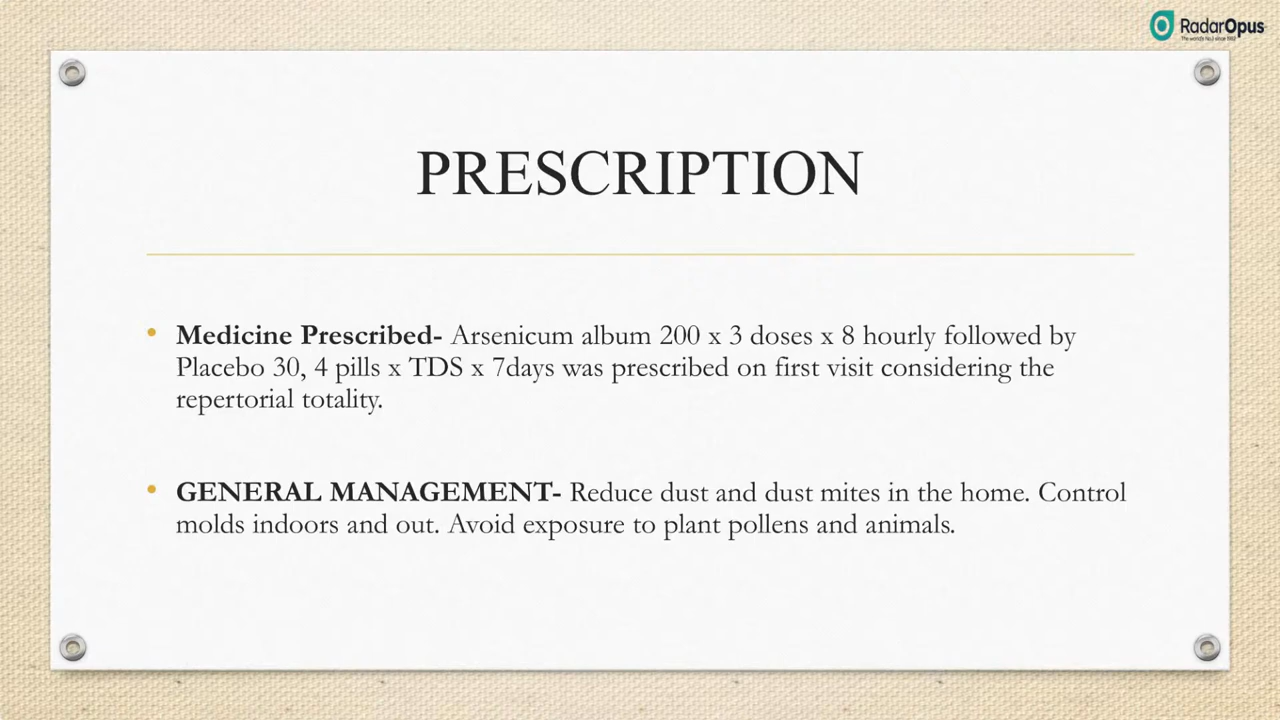 RadarOpus
PRESCRIPTION
Medicine Prescribed- Arsenicum album 200 x 3 doses x 8 hourly followed by
Placebo 30, 4 pills x TDS x 7days was prescribed on first visit considering the
repertorial totality.
GENERAL MANAGEMENT- Reduce dust and dust mites in the home. Control
molds indoors and out. Avoid exposure to plant pollens and animals.